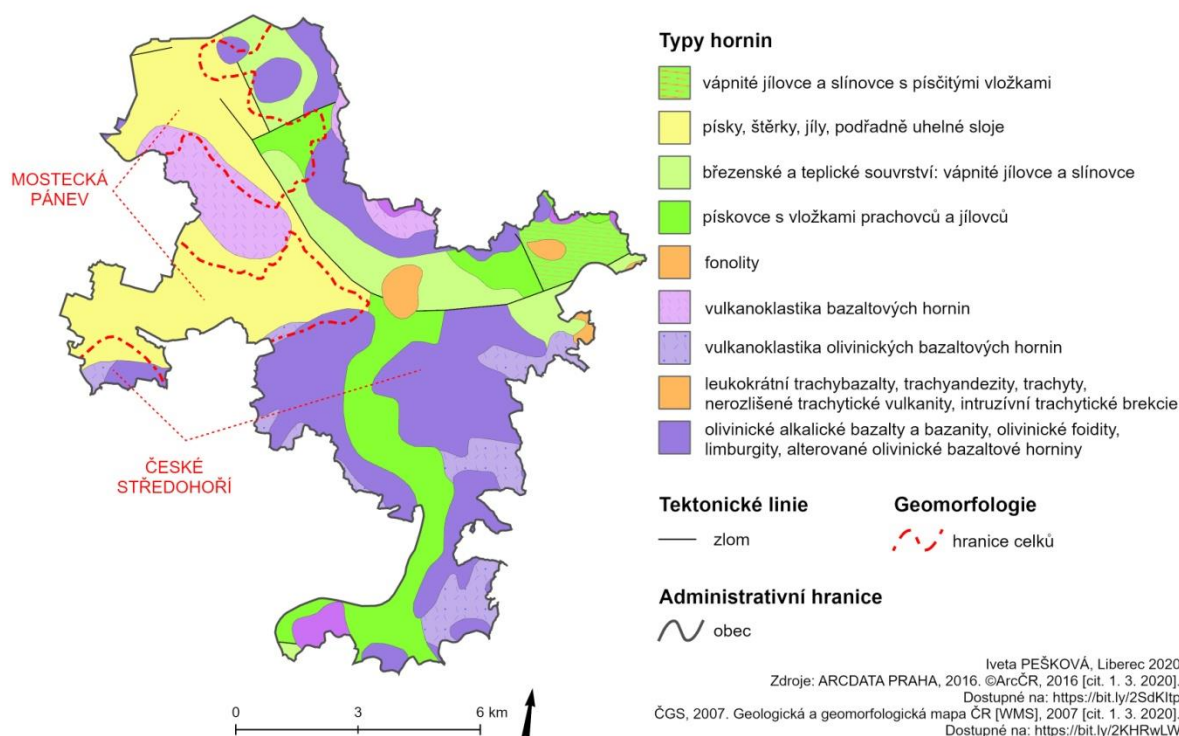 MOSTECKÁ
PÁNEV
ČESKÉ
STŘEDOHOŘÍ
0 3 6 km
Typy hornin
vápnité jílovce a slínovce s písčitými vložkami
písky, štěrky, jíly, podřadně uhelné sloje
březenské a teplické souvrství: vápnité jílovce a slínovce
pískovce s vložkami prachovců a jílovců
fonolity
vulkanoklastika bazaltových hornin
vulkanoklastika olivinických bazaltových hornin
leukokrátní trachybazalty, trachyandezity, trachyty,
nerozlišené trachytické vulkanity, intruzívní trachytické brekcie
olivinické alkalické bazalty a bazanity, olivinické foidity,
limburgity, alterované olivinické bazaltové horniny
Tektonické linie
zlom
Geomorfologie
hranice celků
Administrativní hranice
obec
Iveta PEŠKOVÁ, Liberec 2020
Zdroje: ARCDATA PRAHA, 2016. ©ArcČR, 2016 [cit. 1. 3. 2020].
Dostupné na: https://bit.ly/2SdKItp
ČGS, 2007. Geologická a geomorfologická mapa ČR [WMS], 2007 [cit. 1. 3. 2020].
Dostupné na: https://bit.ly/2KHRwLW